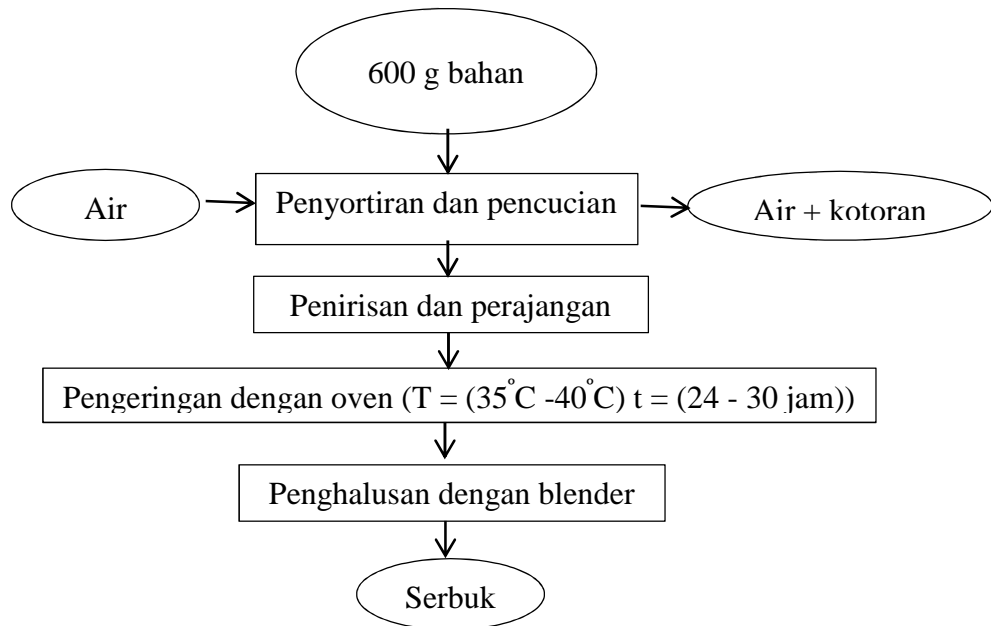 600 g bahan
Air
Penyortiran dan pencucian
Air + kotoran
Penirisan dan perajangan
Pengeringan dengan oven (T = (35°C -40°C) t = (24 - 30 jam))
Penghalusan dengan blender
Serbuk